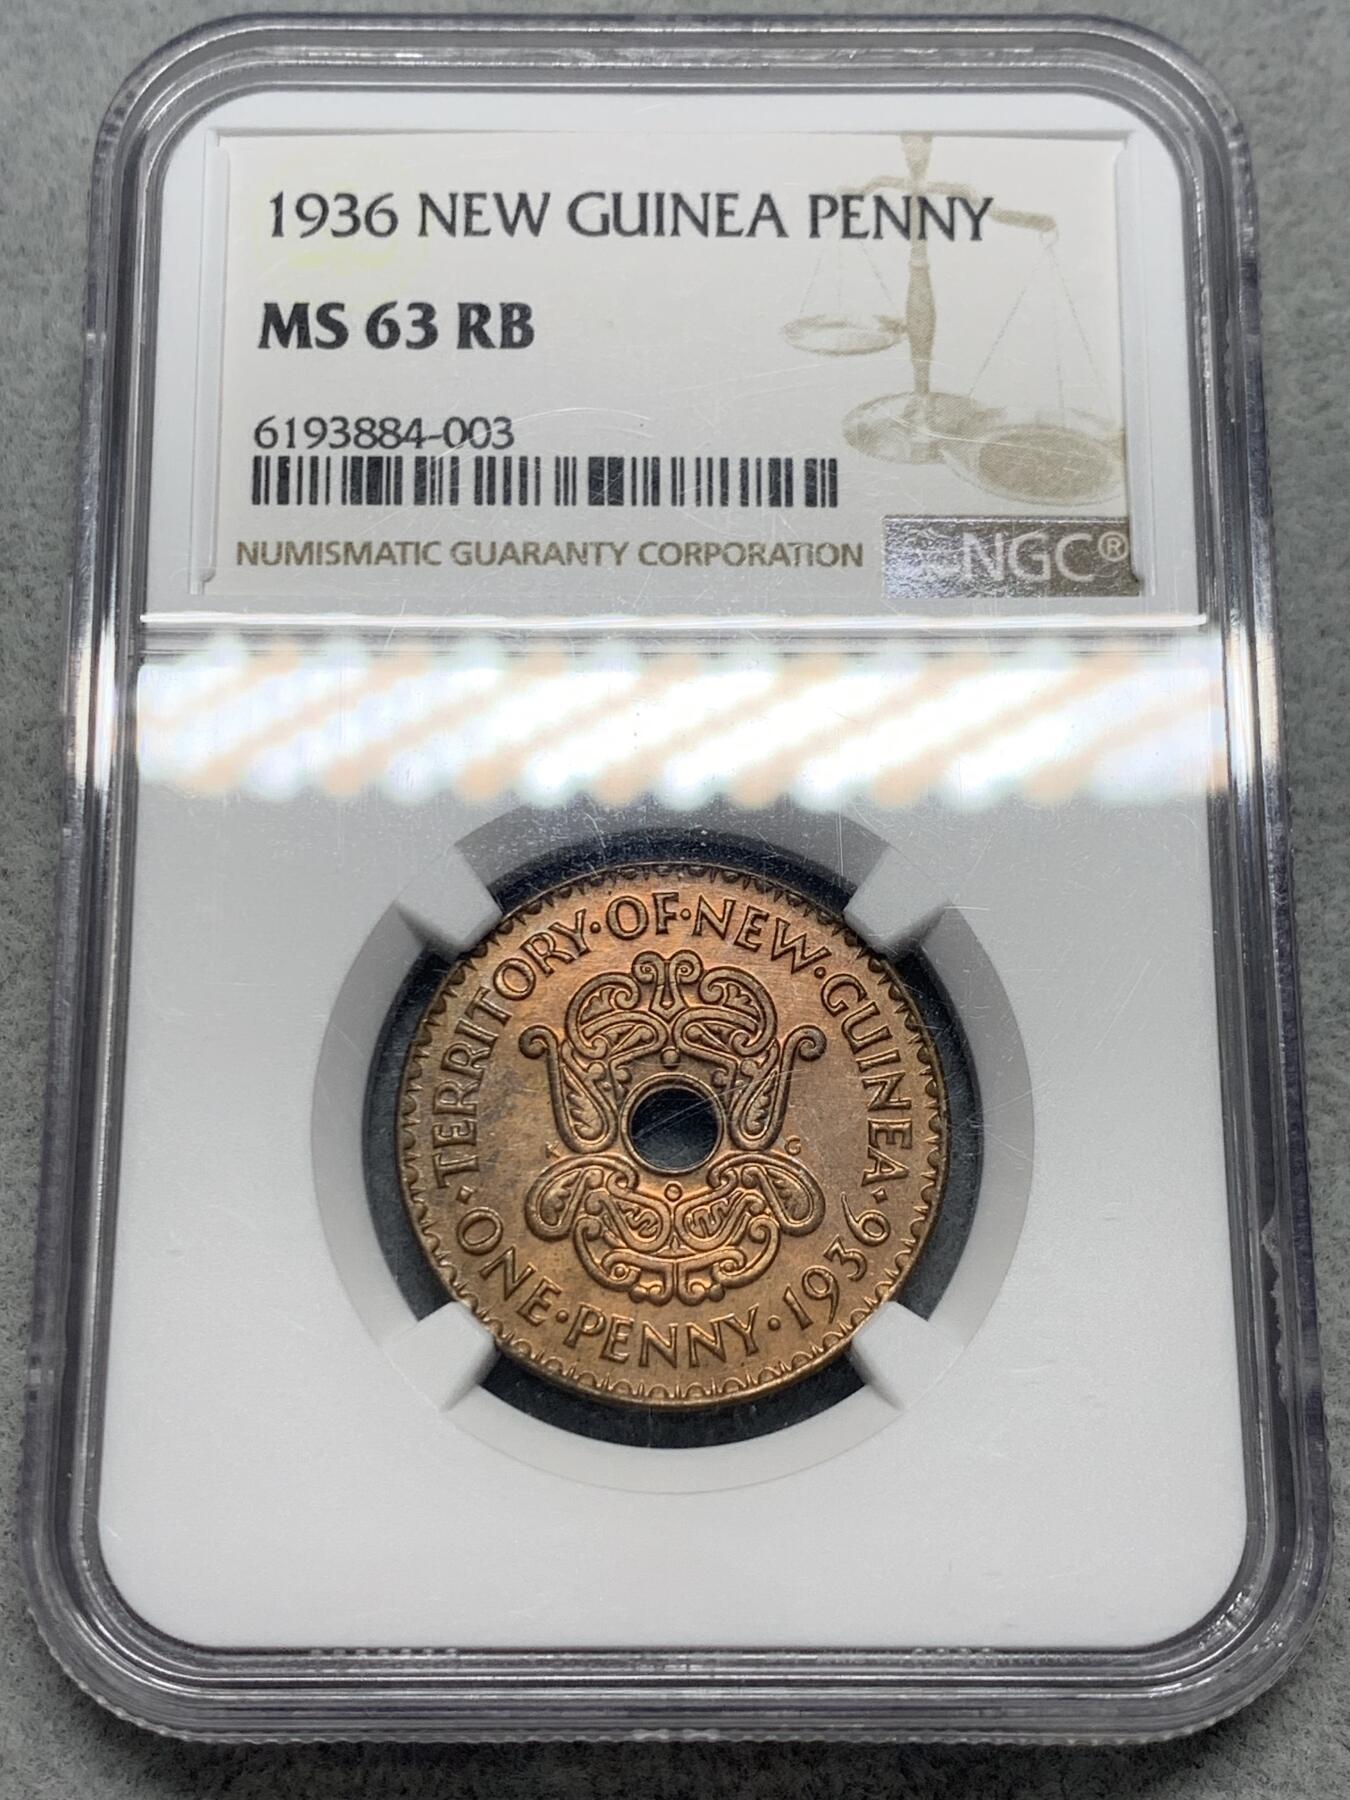 1936 NEW GUINEA PENNY
MS 63 RB
6193884-003
NUMISMATIC GUARANTY CORPORATION
NGC®
TERRITORY·OF·NEW·GUINEA·
ONE·PENNY·1936
K G